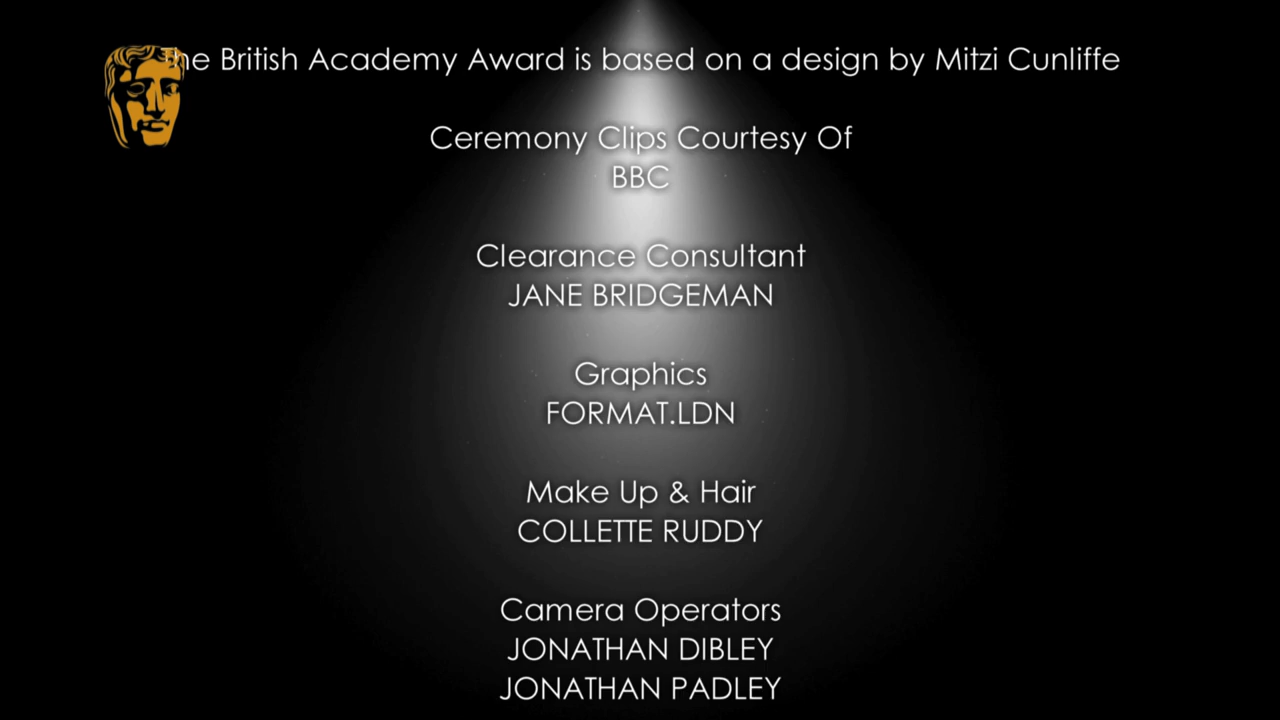 The British Academy Award is based on a design by Mitzi Cunliffe
Ceremony Clips Courtesy Of
BBC
Clearance Consultant
JANE BRIDGEMAN
Graphics
FORMAT.LDN
Make Up & Hair
COLLETTE RUDDY
Camera Operators
JONATHAN DIBLEY
JONATHAN PADLEY